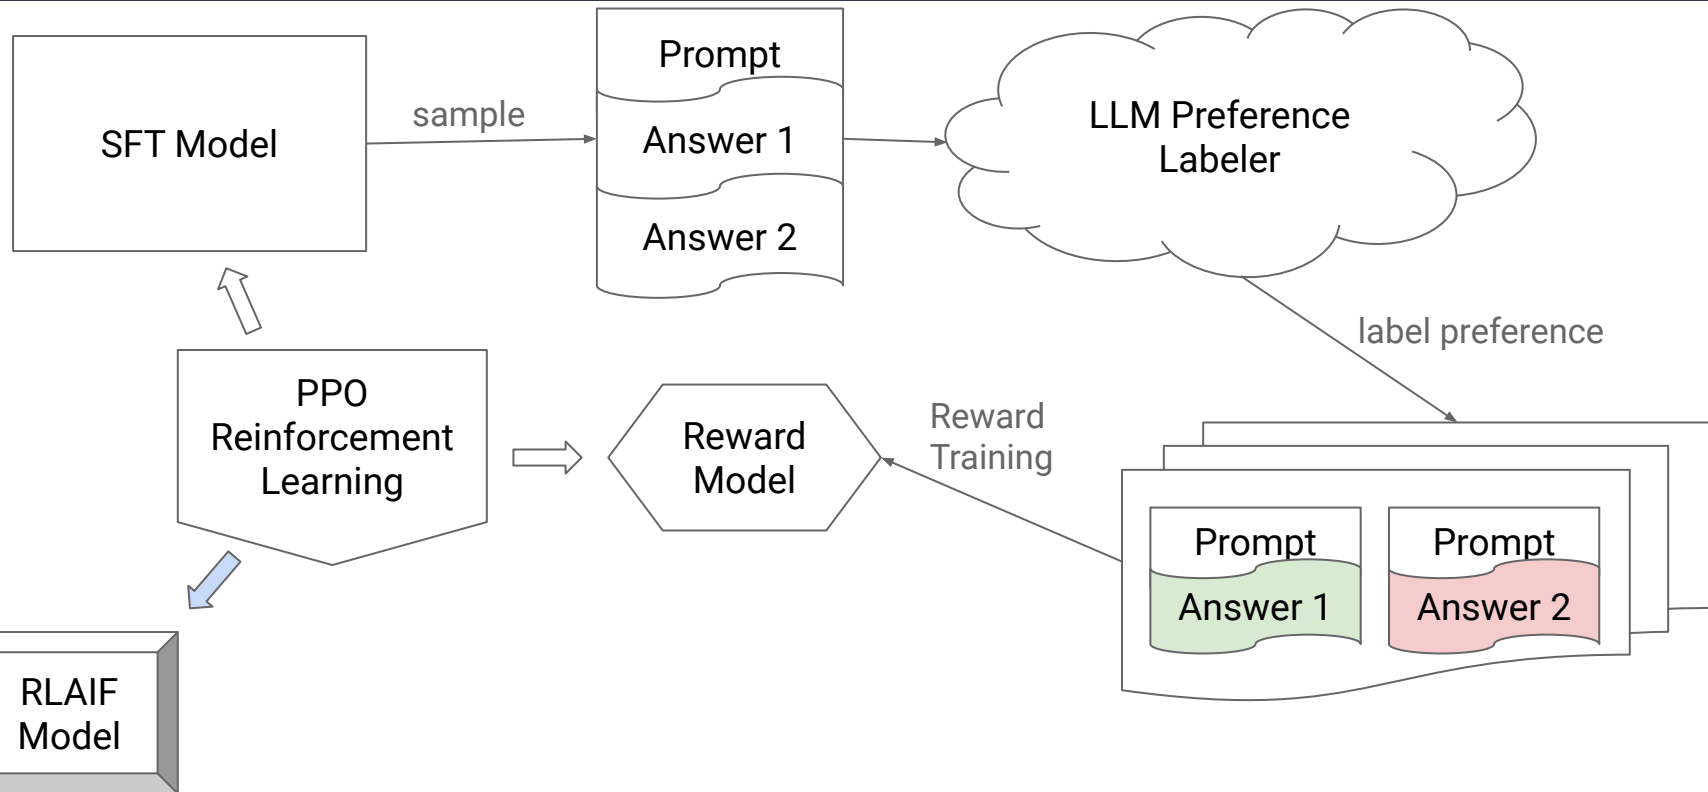 SFT Model
sample
Prompt
Answer 1
Answer 2
LLM Preference
Labeler
label preference
PPO
Reinforcement
Learning
Reward
Model
Reward
Training
Prompt
Answer 1
Prompt
Answer 2
RLAIF
Model